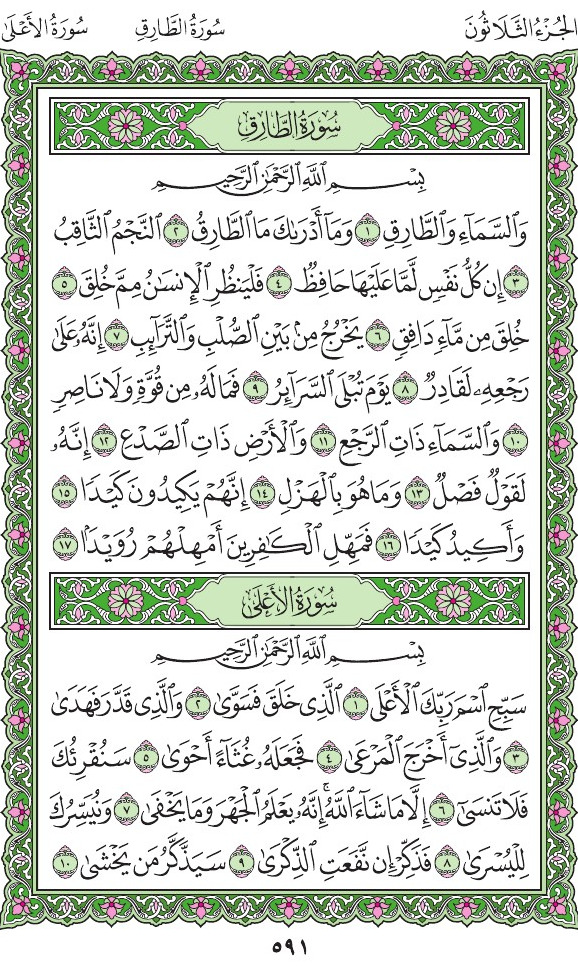 الجُزْءُ الثَّلَاثُونَ سُورَةُ الطَّارِقِ سُورَةُ الأَعْلَى
سُورَةُ الطَّارِقِ
بِسْمِ ٱللَّهِ ٱلرَّحْمَٰنِ ٱلرَّحِيمِ
وَٱلسَّمَآءِ وَٱلطَّارِقِ ١ وَمَآ أَدْرَىٰكَ مَا ٱلطَّارِقُ ٢ ٱلنَّجْمُ ٱلثَّاقِبُ
٣ إِن كُلُّ نَفْسٍ لَّمَّا عَلَيْهَا حَافِظٌ ٤ فَلْيَنظُرِ ٱلْإِنسَٰنُ مِمَّ خُلِقَ ٥
خُلِقَ مِن مَّآءٍ دَافِقٍ ٦ يَخْرُجُ مِنۢ بَيْنِ ٱلصُّلْبِ وَٱلتَّرَآئِبِ ٧ إِنَّهُۥ عَلَىٰ
رَجْعِهِۦ لَقَادِرٌ ٨ يَوْمَ تُبْلَى ٱلسَّرَآئِرُ ٩ فَمَا لَهُۥ مِن قُوَّةٍ وَلَا نَاصِرٍ
١٠ وَٱلسَّمَآءِ ذَاتِ ٱلرَّجْعِ ١١ وَٱلْأَرْضِ ذَاتِ ٱلصَّدْعِ ١٢ إِنَّهُۥ
لَقَوْلٌ فَصْلٌ ١٣ وَمَا هُوَ بِٱلْهَزْلِ ١٤ إِنَّهُمْ يَكِيدُونَ كَيْدًا ١٥
وَأَكِيدُ كَيْدًا ١٦ فَمَهِّلِ ٱلْكَٰفِرِينَ أَمْهِلْهُمْ رُوَيْدًۢا ١٧
سُورَةُ الأَعْلَى
بِسْمِ ٱللَّهِ ٱلرَّحْمَٰنِ ٱلرَّحِيمِ
سَبِّحِ ٱسْمَ رَبِّكَ ٱلْأَعْلَى ١ ٱلَّذِى خَلَقَ فَسَوَّىٰ ٢ وَٱلَّذِى قَدَّرَ فَهَدَىٰ
٣ وَٱلَّذِىٓ أَخْرَجَ ٱلْمَرْعَىٰ ٤ فَجَعَلَهُۥ غُثَآءً أَحْوَىٰ ٥ سَنُقْرِئُكَ
فَلَا تَنسَىٰٓ ٦ إِلَّا مَا شَآءَ ٱللَّهُ ۚ إِنَّهُۥ يَعْلَمُ ٱلْجَهْرَ وَمَا يَخْفَىٰ ٧ وَنُيَسِّرُكَ
لِلْيُسْرَىٰ ٨ فَذَكِّرْ إِن نَّفَعَتِ ٱلذِّكْرَىٰ ٩ سَيَذَّكَّرُ مَن يَخْشَىٰ ١٠
٥٩١